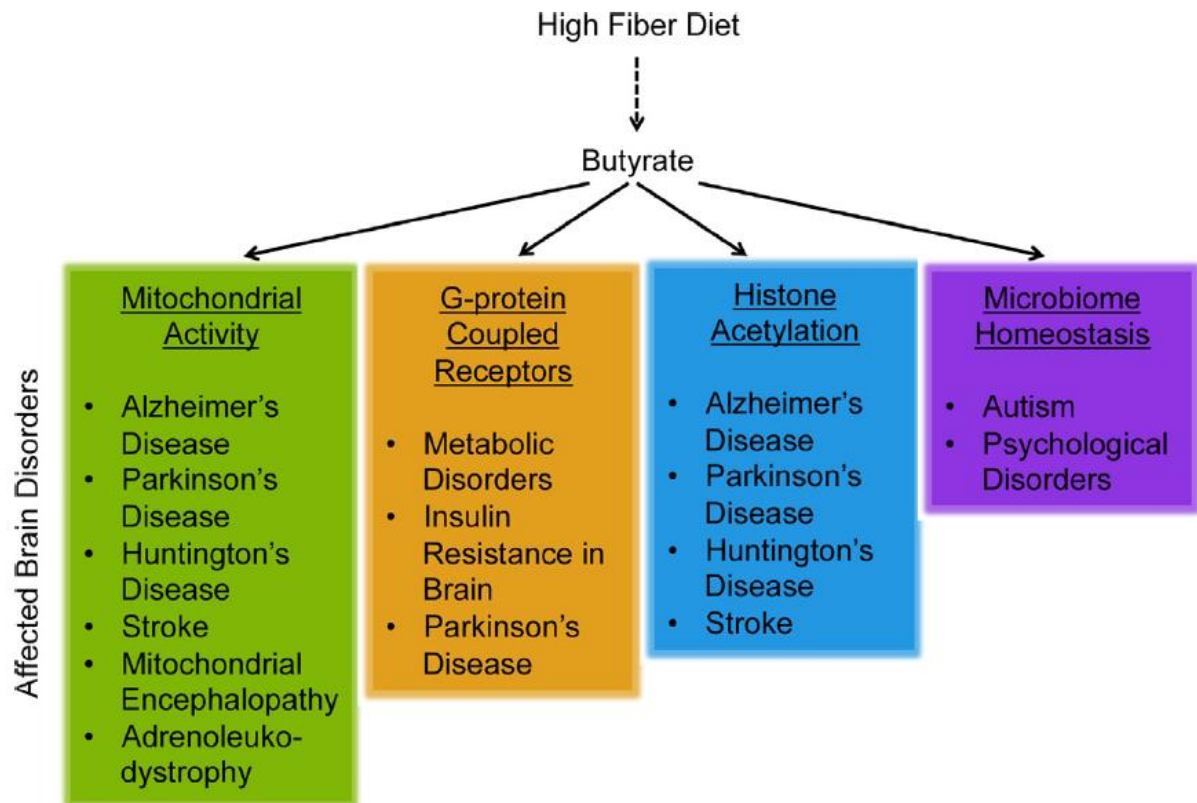 High Fiber Diet
Butyrate
Affected Brain Disorders
Mitochondrial
Activity
• Alzheimer's
Disease
• Parkinson's
Disease
• Huntington's
Disease
• Stroke
• Mitochondrial
Encephalopathy
• Adrenoleuko-
dystrophy
G-protein
Coupled
Receptors
• Metabolic
Disorders
• Insulin
Resistance in
Brain
• Parkinson's
Disease
Histone
Acetylation
• Alzheimer's
Disease
• Parkinson's
Disease
• Huntington's
Disease
• Stroke
Microbiome
Homeostasis
• Autism
• Psychological
Disorders